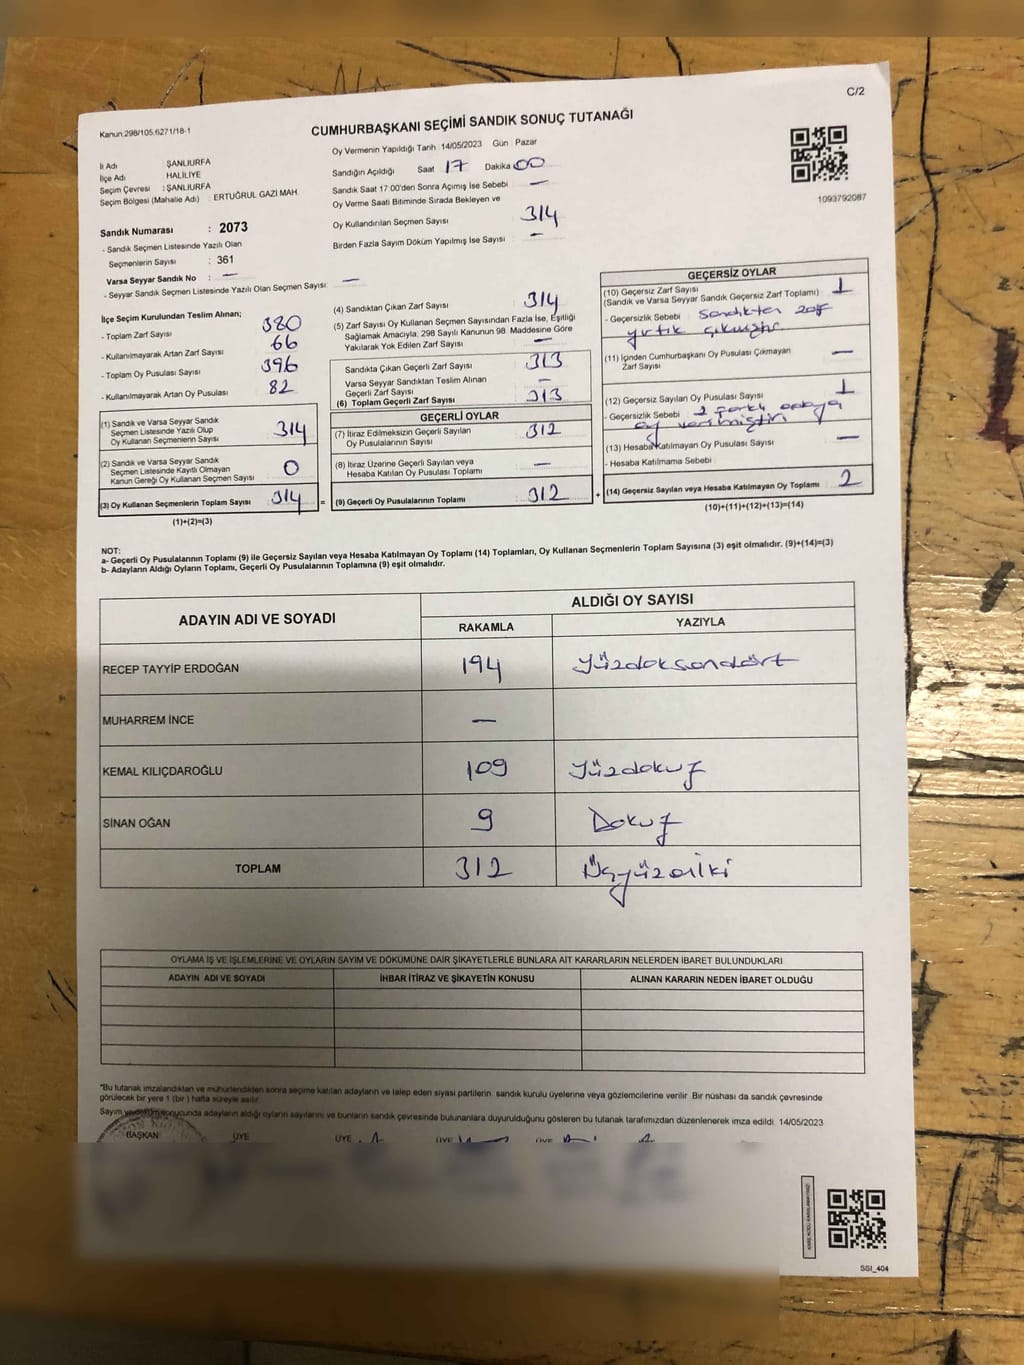 C/2
Kanun:298/105,6271/18-1
CUMHURBAŞKANI SEÇİMİ SANDIK SONUÇ TUTANAĞI
İl Adı ŞANLIURFA
İlçe Adı HALİLİYE
Seçim Çevresi : ŞANLIURFA
Seçim Bölgesi (Mahalle Adı) : ERTUĞRUL GAZİ MAH.
Sandık Numarası : 2073
- Sandık Seçmen Listesinde Yazılı Olan
Seçmenlerin Sayısı : 361
Varsa Seyyar Sandık No : —
- Seyyar Sandık Seçmen Listesinde Yazılı Olan Seçmen Sayısı : —
Oy Vermenin Yapıldığı Tarih 14/05/2023 Gün Pazar
Sandığın Açıldığı Saat 17 Dakika 00
Sandık Saat 17:00'den Sonra Açımış İse Sebebi —
Oy Verme Saati Bitiminde Sırada Bekleyen ve
Oy Kullandırılan Seçmen Sayısı 314
Birden Fazla Sayım Döküm Yapılmış İse Sayısı : —
1093792087
İlçe Seçim Kurulundan Teslim Alınan;
- Toplam Zarf Sayısı 380
- Kullanılmayarak Artan Zarf Sayısı : 66
- Toplam Oy Pusulası Sayısı : 396
- Kullanılmayarak Artan Oy Pusulası : 82
(1) Sandık ve Varsa Seyyar Sandık
Seçmen Listesinde Yazılı Olup
Oy Kullanan Seçmenlerin Sayısı : 314
(2) Sandık ve Varsa Seyyar Sandık
Seçmen Listesinde Kayıtlı Olmayan
Kanun Gereği Oy Kullanan Seçmen Sayısı : 0
(3) Oy Kullanan Seçmenlerin Toplam Sayısı : 314
(1)+(2)=(3)
=
(4) Sandıktan Çıkan Zarf Sayısı : 314
(5) Zarf Sayısı Oy Kullanan Seçmen Sayısından Fazla İse, Eşitliği
Sağlamak Amacıyla; 298 Sayılı Kanunun 98. Maddesine Göre
Yakılarak Yok Edilen Zarf Sayısı : —
Sandıkta Çıkan Geçerli Zarf Sayısı : 313
Varsa Seyyar Sandıktan Teslim Alınan
Geçerli Zarf Sayısı : —
(6) Toplam Geçerli Zarf Sayısı : 313
GEÇERLİ OYLAR
(7) İtiraz Edilmeksizin Geçerli Sayılan
Oy Pusulalarının Sayısı : 312
(8) İtiraz Üzerine Geçerli Sayılan veya
Hesaba Katılan Oy Pusulası Toplamı : —
(9) Geçerli Oy Pusulalarının Toplamı : 312
+
GEÇERSİZ OYLAR
(10) Geçersiz Zarf Sayısı : 1
(Sandık ve Varsa Seyyar Sandık Geçersiz Zarf Toplamı)
- Geçersizlik Sebebi : Sandıktan zarf
yırtık çıkmıştır.
(11) İçinden Cumhurbaşkanı Oy Pusulası Çıkmayan
Zarf Sayısı : —
(12) Geçersiz Sayılan Oy Pusulası Sayısı : 1
- Geçersizlik Sebebi : 2 farklı adaya
oy verilmiştir
(13) Hesaba Katılmayan Oy Pusulası Sayısı : —
- Hesaba Katılmama Sebebi :
(14) Geçersiz Sayılan veya Hesaba Katılmayan Oy Toplamı : 2
(10)+(11)+(12)+(13)=(14)
NOT:
a- Geçerli Oy Pusulalarının Toplamı (9) ile Geçersiz Sayılan veya Hesaba Katılmayan Oy Toplamı (14) Toplamları, Oy Kullanan Seçmenlerin Toplam Sayısına (3) eşit olmalıdır. (9)+(14)=(3)
b- Adayların Aldığı Oyların Toplamı, Geçerli Oy Pusulalarının Toplamına (9) eşit olmalıdır.
ADAYIN ADI VE SOYADI
ALDIĞI OY SAYISI
RAKAMLA YAZIYLA
RECEP TAYYİP ERDOĞAN 194 Yüzdoksandört
MUHARREM İNCE —
KEMAL KILIÇDAROĞLU 109 Yüzdokuz
SİNAN OĞAN 9 Dokuz
TOPLAM 312 Üçyüzoniki
OYLAMA İŞ VE İŞLEMLERİNE VE OYLARIN SAYIM VE DÖKÜMÜNE DAİR ŞİKAYETLERLE BUNLARA AİT KARARLARIN NELERDEN İBARET BULUNDUKLARI
ADAYIN ADI VE SOYADI İHBAR İTİRAZ VE ŞİKAYETİN KONUSU ALINAN KARARIN NEDEN İBARET OLDUĞU
*Bu tutanak imzalandıktan ve mühürlendikten sonra seçime katılan adayların ve talep eden siyasi partilerin sandık kurulu üyelerine veya gözlemcilerine verilir. Bir nüshası da sandık çevresinde
görülecek bir yere 1 (bir) hafta süreyle asılır.
Sayım ve döküm sonucunda adayların aldığı oyların sayılarını ve bunların sandık çevresinde bulunanlara duyurulduğunu gösteren bu tutanak tarafımızdan düzenlenerek imza edildi. 14/05/2023
BAŞKAN ÜYE ÜYE ÜYE ÜYE
SSI_404